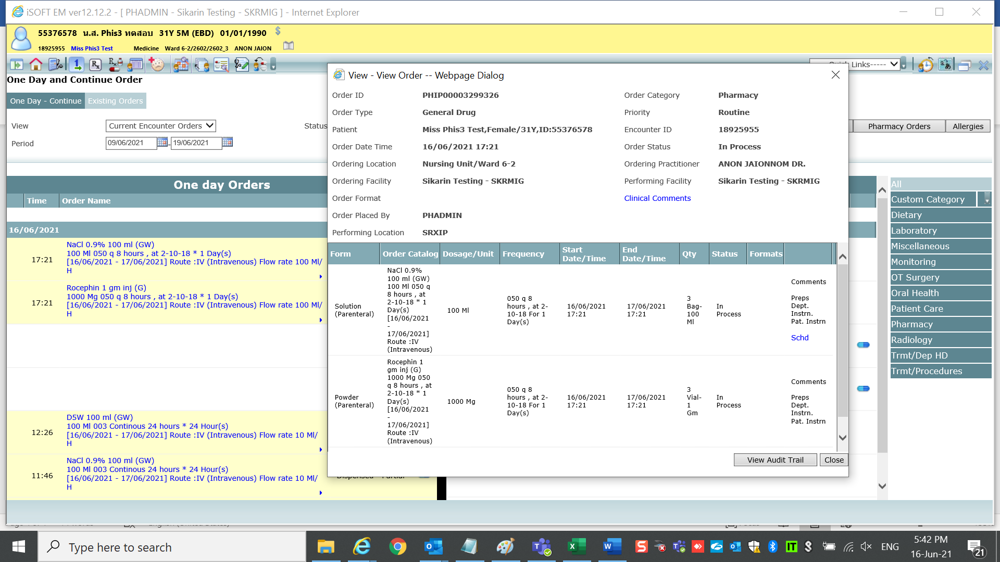 iSOFT EM ver12.12.2 - [ PHADMIN - Sikarin Testing - SKRMIG ] - Internet Explorer
55376578 น.ส. Phis3 ทดสอบ 31Y 5M (EBD) 01/01/1990
18925955 Miss Phis3 Test Medicine Ward 6-2/2602/2602_3 ANON JAION
Links-----
One Day and Continue Order
One Day - Continue Existing Orders
View Current Encounter Orders Status
Period 09/06/2021 - 19/06/2021
Pharmacy Orders Allergies
One day Orders
Time Order Name
16/06/2021
17:21
NaCl 0.9% 100 ml (GW)
100 Ml 050 q 8 hours , at 2-10-18 * 1 Day(s)
[16/06/2021 - 17/06/2021] Route :IV (Intravenous) Flow rate 100 Ml/
H
17:21
Rocephin 1 gm inj (G)
1000 Mg 050 q 8 hours , at 2-10-18 * 1 Day(s)
[16/06/2021 - 17/06/2021] Route :IV (Intravenous) Flow rate 100 Ml/
H
12:26
D5W 100 ml (GW)
100 Ml 003 Continous 24 hours * 24 Hour(s)
[16/06/2021 - 17/06/2021] Route :IV (Intravenous) Flow rate 10 Ml/
H
11:46
NaCl 0.9% 100 ml (GW)
100 Ml 003 Continous 24 hours * 24 Hour(s)
[16/06/2021 - 17/06/2021] Route :IV (Intravenous) Flow rate 10 Ml/
H
View - View Order -- Webpage Dialog
Order ID PHIP00003299326 Order Category Pharmacy
Order Type General Drug Priority Routine
Patient Miss Phis3 Test,Female/31Y,ID:55376578 Encounter ID 18925955
Order Date Time 16/06/2021 17:21 Order Status In Process
Ordering Location Nursing Unit/Ward 6-2 Ordering Practitioner ANON JAIONNOM DR.
Ordering Facility Sikarin Testing - SKRMIG Performing Facility Sikarin Testing - SKRMIG
Order Format Clinical Comments
Order Placed By PHADMIN
Performing Location SRXIP
Form Order Catalog Dosage/Unit Frequency Start Date/Time End Date/Time Qty Status Formats
Solution
(Parenteral)
NaCl 0.9%
100 ml (GW)
100 Ml 050 q
8 hours , at
2-10-18 * 1
Day(s)
[16/06/2021
-
17/06/2021]
Route :IV
(Intravenous)
100 Ml
050 q 8
hours , at 2-
10-18 For 1
Day(s)
16/06/2021
17:21
17/06/2021
17:21
3
Bag-
100
Ml
In
Process
Comments
Preps
Dept.
Instrn.
Pat. Instrn
Schd
Powder
(Parenteral)
Rocephin 1
gm inj (G)
1000 Mg 050
q 8 hours , at
2-10-18 * 1
Day(s)
[16/06/2021
-
17/06/2021]
Route :IV
(Intravenous)
1000 Mg
050 q 8
hours , at 2-
10-18 For 1
Day(s)
16/06/2021
17:21
17/06/2021
17:21
3
Vial-
1
Gm
In
Process
Comments
Preps
Dept.
Instrn.
Pat. Instrn
View Audit Trail Close
All
Custom Category
Dietary
Laboratory
Miscellaneous
Monitoring
OT Surgery
Oral Health
Patient Care
Pharmacy
Radiology
Trmt/Dep HD
Trmt/Procedures
Type here to search
ENG
5:42 PM
16-Jun-21
21